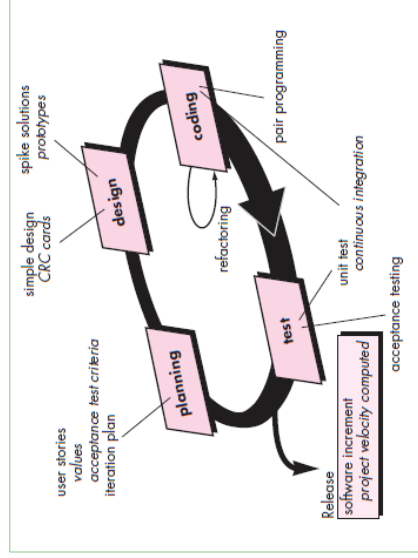 spike solutions
prototypes
simple design
CRC cards
design
user stories
values
acceptance test criteria
iteration plan
planning
coding
refactoring
pair programming
test
unit test
continuous integration
acceptance testing
Release
software increment
project velocity computed